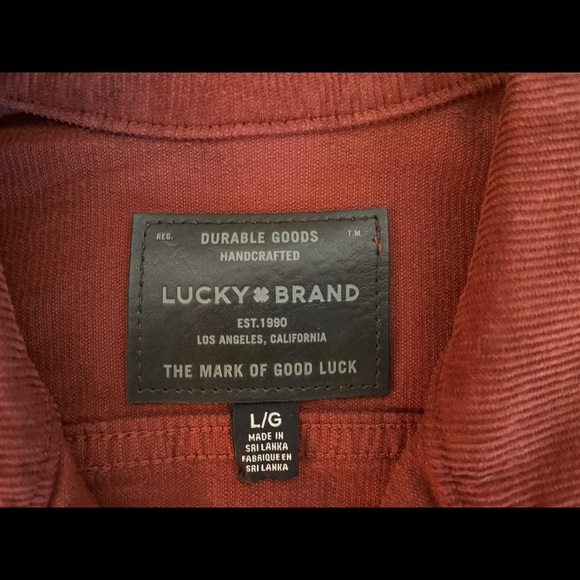 REG. DURABLE GOODS T.M.
HANDCRAFTED
LUCKY BRAND
EST.1990
LOS ANGELES, CALIFORNIA
THE MARK OF GOOD LUCK
L/G
MADE IN
SRI LANKA
FABRIQUE EN
SRI LANKA